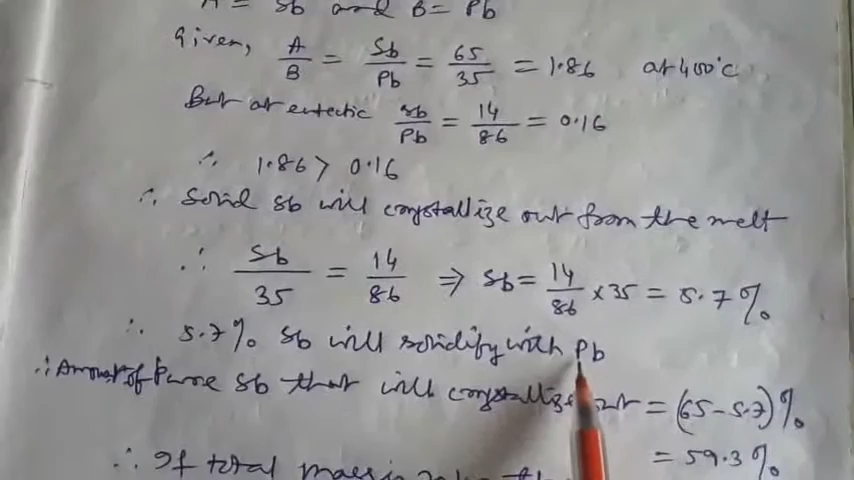 A = Sb and B = Pb
Given, A/B = Sb/Pb = 65/35 = 1.86 at 400°C
But at eutectic Sb/Pb = 14/86 = 0.16
∴ 1.86 > 0.16
∴ Solid Sb will crystallize out from the melt
∴ Sb/35 = 14/86 ⇒ Sb = 14/86 × 35 = 5.7%
∴ 5.7% Sb will solidify with Pb
∴ Amount of Pure Sb that will crystallize out = (65 - 5.7)%
= 59.3%
∴ If total mass